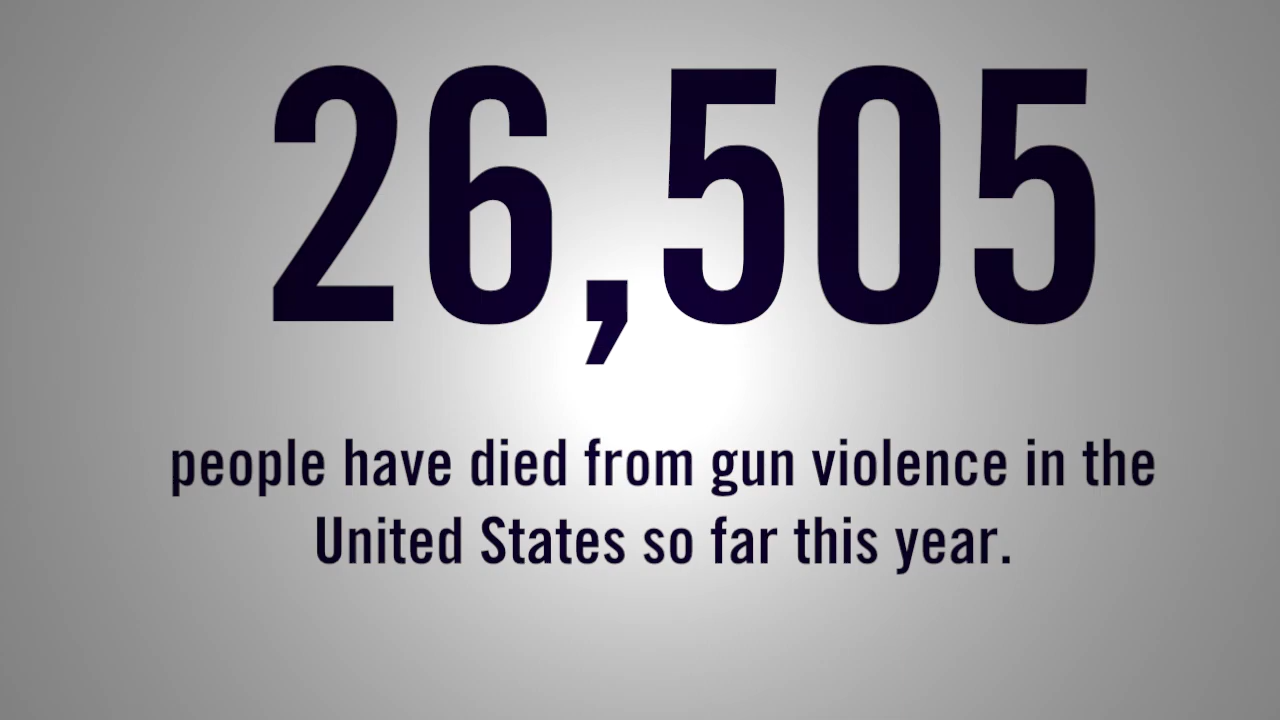 26,505
people have died from gun violence in the
United States so far this year.